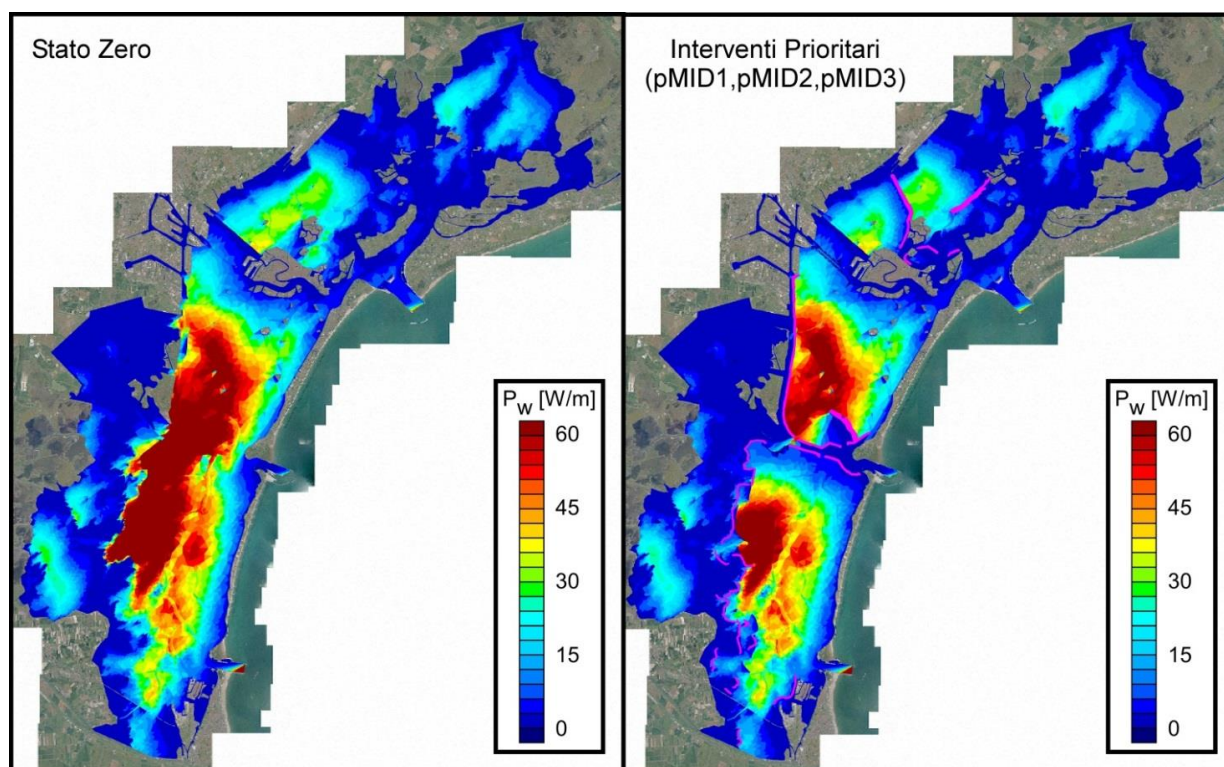 Stato Zero
P_w [W/m]
60
45
30
15
0
Interventi Prioritari
(pMID1,pMID2,pMID3)
P_w [W/m]
60
45
30
15
0